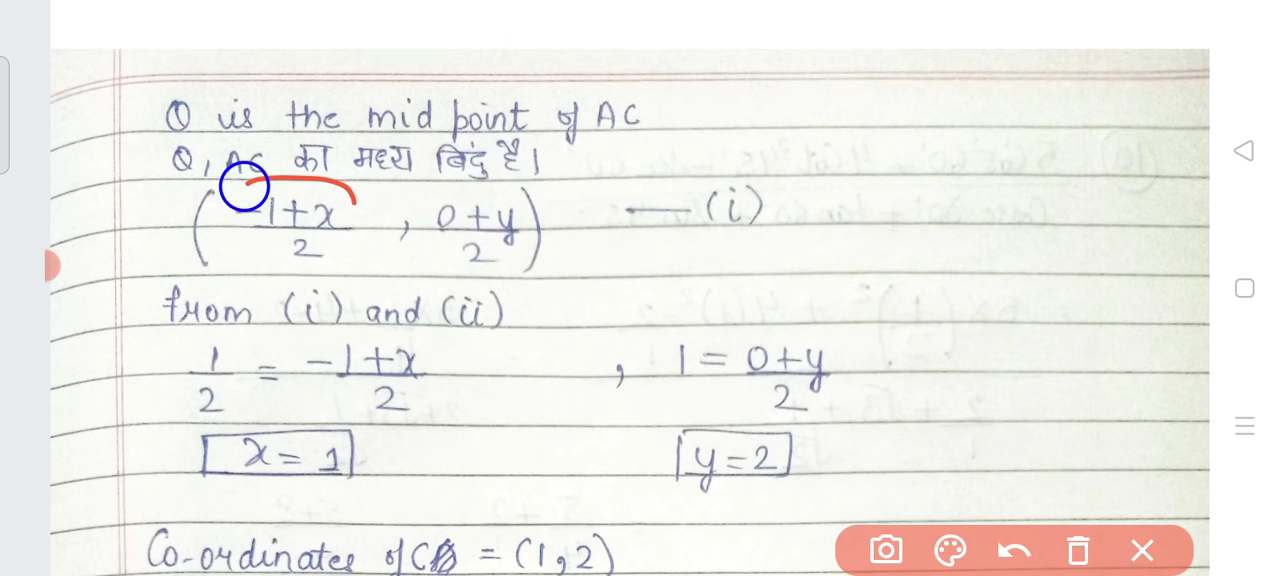 Q is the mid point of AC
Q, AC का मध्य बिंदु है।
(-1+x/2 , 0+y/2) — (i)
from (i) and (ii)
1/2 = -1+x/2 , 1 = 0+y/2
x = 1 y = 2
Co-ordinates of C = (1,2)